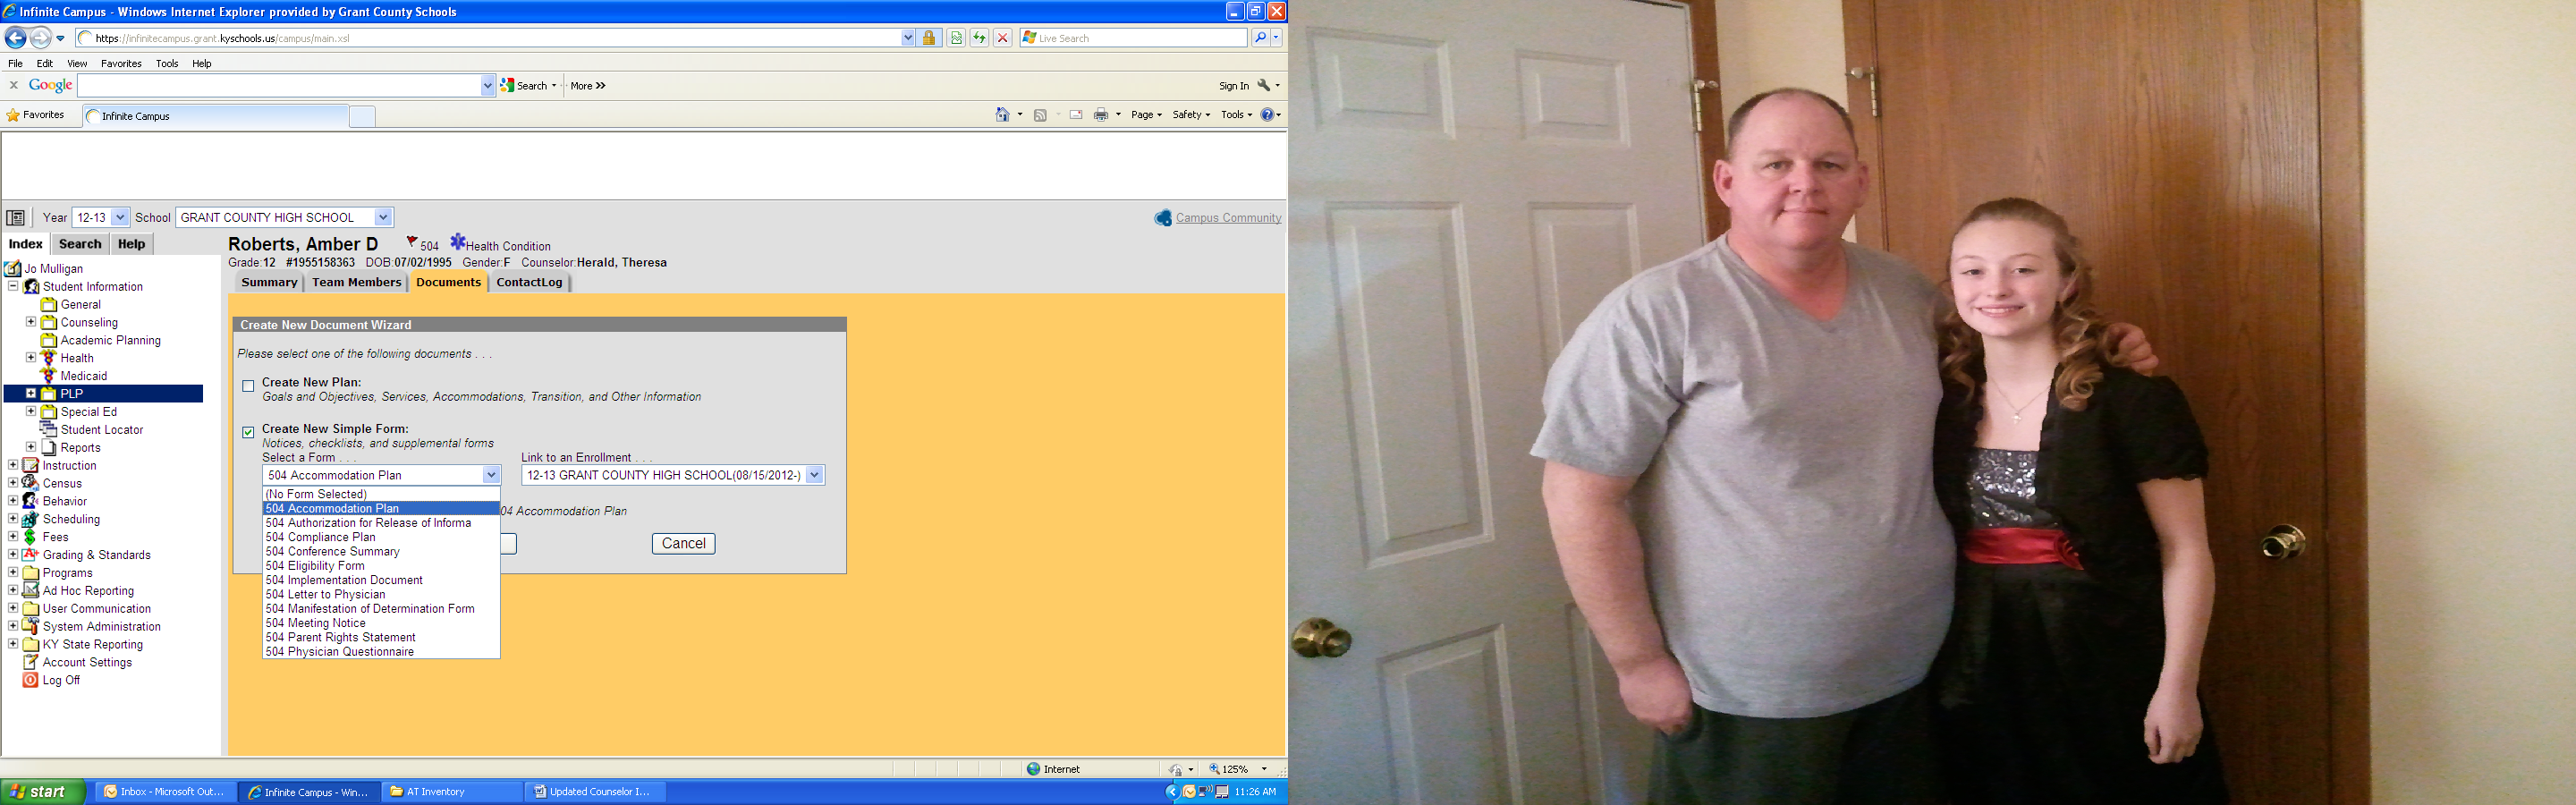 Infinite Campus - Windows Internet Explorer provided by Grant County Schools
https://infinitecampus.grant.kyschools.us/campus/main.xsl
Live Search
File Edit View Favorites Tools Help
x Google Search More >> Sign In
Favorites Infinite Campus Page Safety Tools
Year 12-13 School GRANT COUNTY HIGH SCHOOL Campus Community
Index Search Help
Roberts, Amber D 504 Health Condition
Grade:12 #1955158363 DOB:07/02/1995 Gender:F Counselor:Herald, Theresa
Summary Team Members Documents ContactLog
Jo Mulligan
Student Information
General
Counseling
Academic Planning
Health
Medicaid
PLP
Special Ed
Student Locator
Reports
Instruction
Census
Behavior
Scheduling
Fees
Grading & Standards
Programs
Ad Hoc Reporting
User Communication
System Administration
KY State Reporting
Account Settings
Log Off
Create New Document Wizard
Please select one of the following documents . . .
Create New Plan:
Goals and Objectives, Services, Accommodations, Transition, and Other Information
Create New Simple Form:
Notices, checklists, and supplemental forms
Select a Form . . . Link to an Enrollment . . .
504 Accommodation Plan 12-13 GRANT COUNTY HIGH SCHOOL(08/15/2012-)
(No Form Selected)
504 Accommodation Plan
04 Accommodation Plan
504 Authorization for Release of Informa
504 Compliance Plan
Cancel
504 Conference Summary
504 Eligibility Form
504 Implementation Document
504 Letter to Physician
504 Manifestation of Determination Form
504 Meeting Notice
504 Parent Rights Statement
504 Physician Questionnaire
Internet 125%
start Inbox - Microsoft Out... Infinite Campus - Win... AT Inventory Updated Counselor I... 11:26 AM